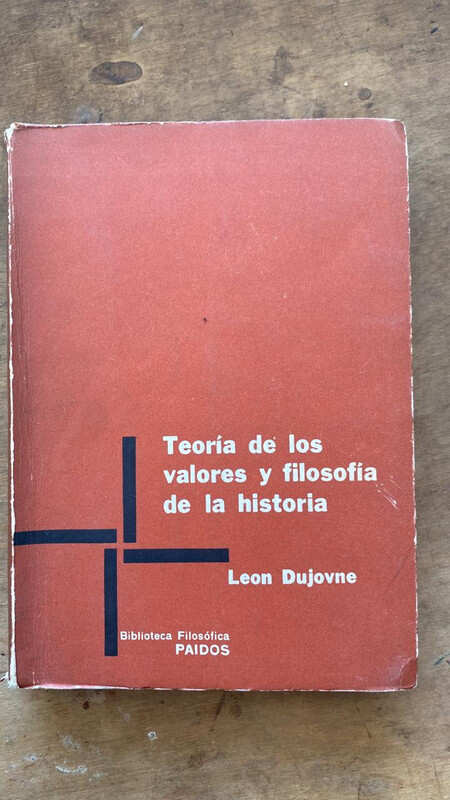 Teoría de los
valores y filosofía
de la historia
Leon Dujovne
Biblioteca Filosófica
PAIDOS